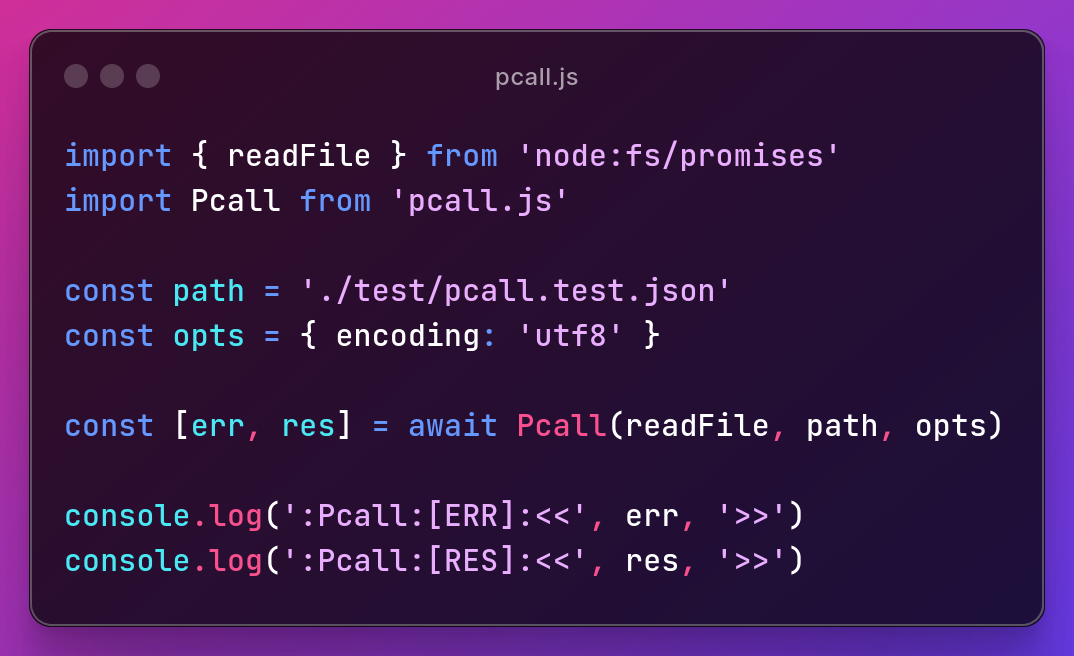 pcall.js
import { readFile } from 'node:fs/promises'
import Pcall from 'pcall.js'
const path = './test/pcall.test.json'
const opts = { encoding: 'utf8' }
const [err, res] = await Pcall(readFile, path, opts)
console.log(':Pcall:[ERR]:<<', err, '>>')
console.log(':Pcall:[RES]:<<', res, '>>')